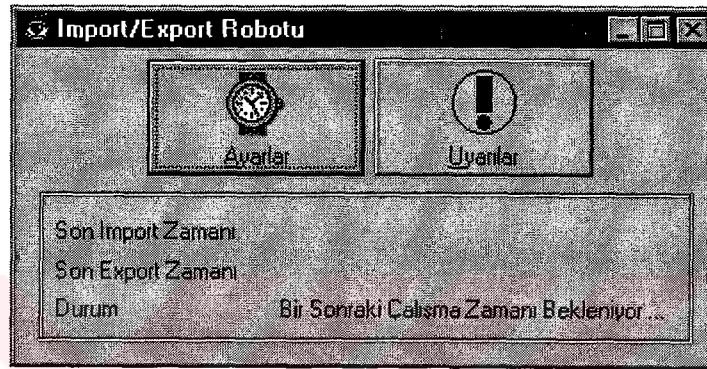 Import/Export Robotu
Ayarlar
Uyarılar
Son Import Zamanı
Son Export Zamanı
Durum Bir Sonraki Çalışma Zamanı Bekleniyor ...